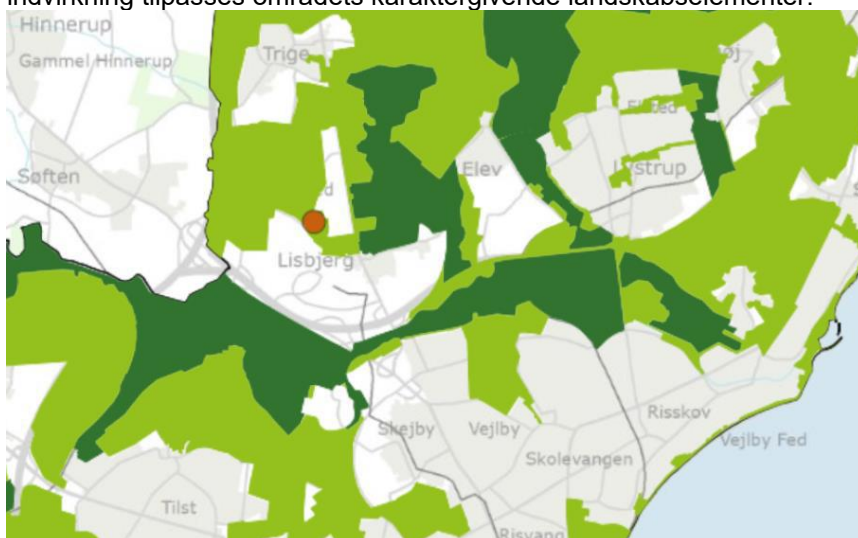 indvirkning tilpasses områdets karaktergivende landskabselementer.
Hinnerup
Trige
Gammel Hinnerup
Søften
Elev
Lystrup
Lisbjerg
Skejby
Vejlby
Risskov
Vejlby Fed
Skolevangen
Tilst
Risvang